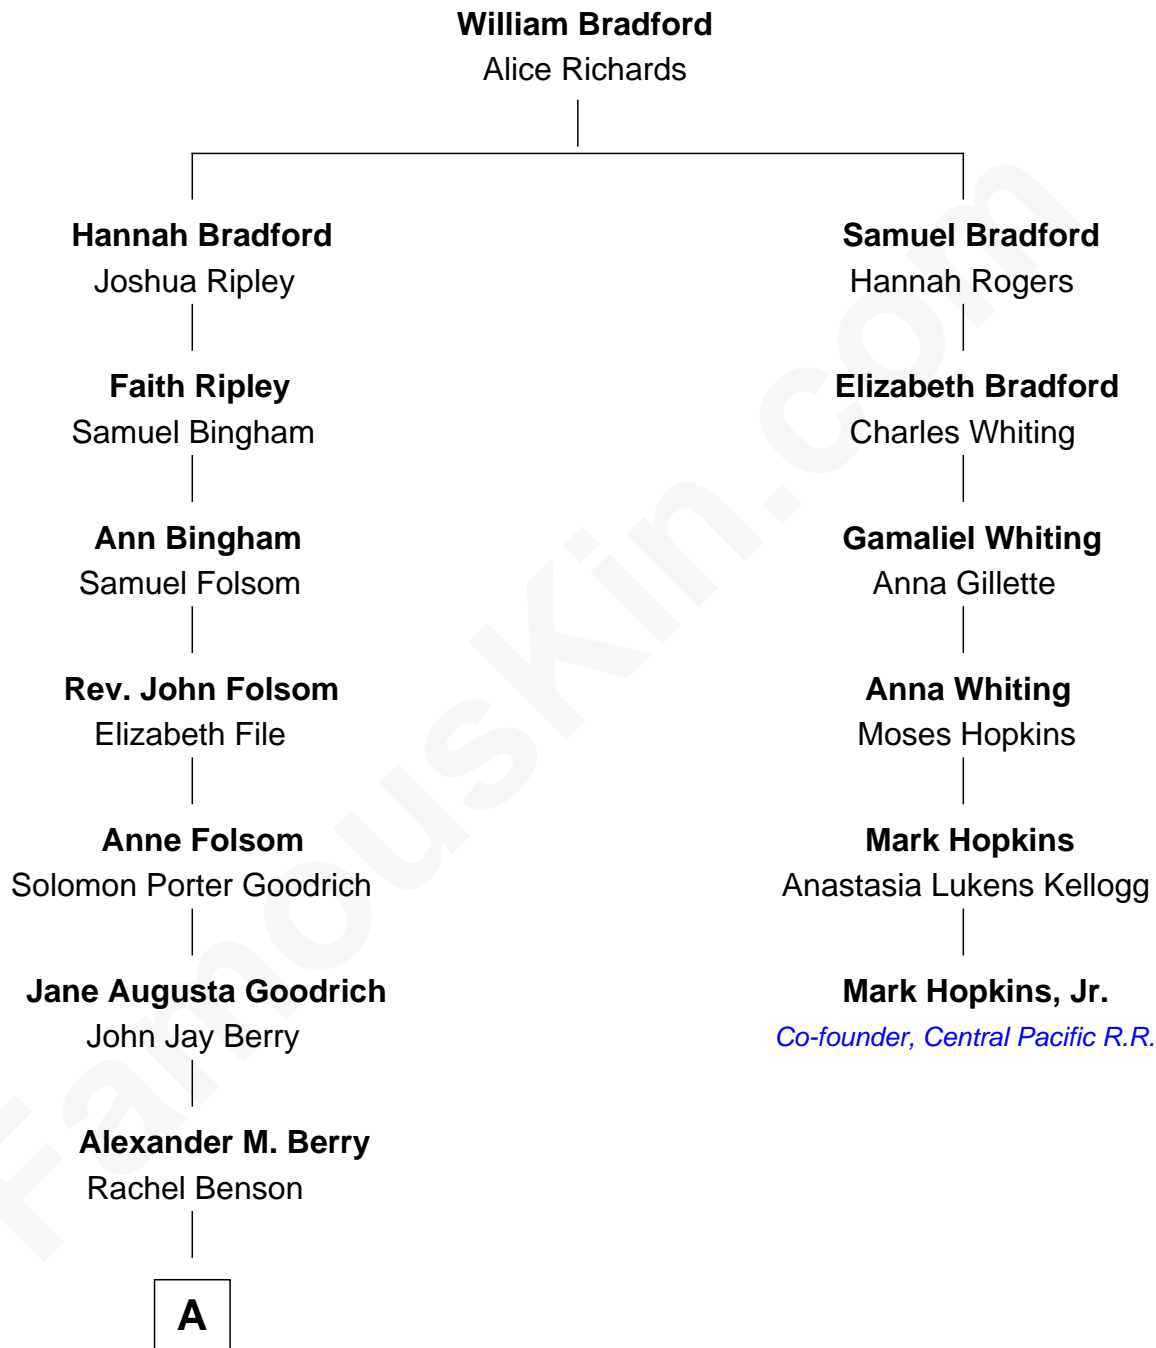 William Bradford
Alice Richards
Hannah Bradford
Joshua Ripley
Samuel Bradford
Hannah Rogers
Faith Ripley
Samuel Bingham
Elizabeth Bradford
Charles Whiting
Ann Bingham
Samuel Folsom
Gamaliel Whiting
Anna Gillette
Rev. John Folsom
Elizabeth File
Anna Whiting
Moses Hopkins
Anne Folsom
Solomon Porter Goodrich
Mark Hopkins
Anastasia Lukens Kellogg
Jane Augusta Goodrich
John Jay Berry
Mark Hopkins, Jr.
Co-founder, Central Pacific R.R.
Alexander M. Berry
Rachel Benson
A
FamousKin.com